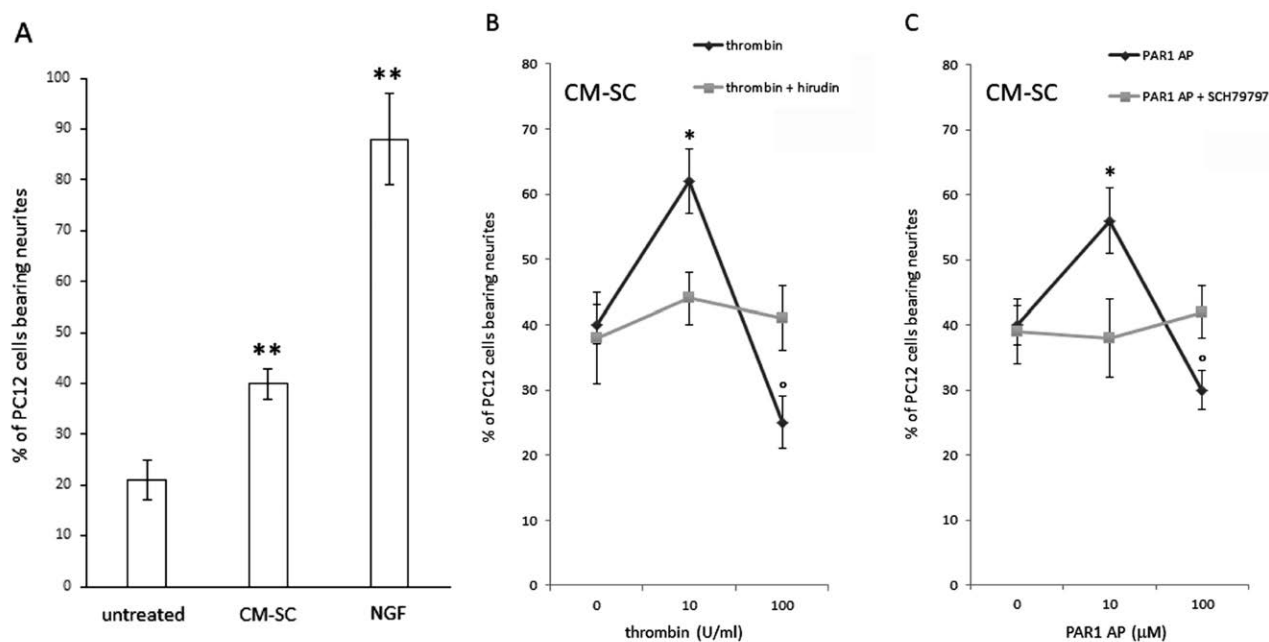 A
% of PC12 cells bearing neurites
100
90
80
70
60
50
40
30
20
10
0
**
**
untreated
CM-SC
NGF
B
thrombin
thrombin + hirudin
CM-SC
% of PC12 cells bearing neurites
80
70
60
50
40
30
20
10
0
*
°
0
10
100
thrombin (U/ml)
C
PAR1 AP
PAR1 AP + SCH79797
CM-SC
% of PC12 cells bearing neurites
80
70
60
50
40
30
20
10
0
*
°
0
10
100
PAR1 AP (μM)